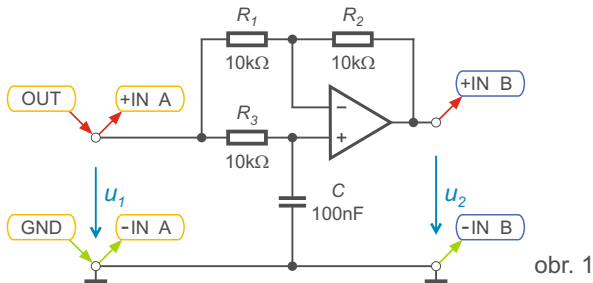 R1 R2
10kΩ 10kΩ
OUT +IN A +IN B
R3
10kΩ
− +
u1 C u2
100nF
GND -IN A -IN B
obr. 1